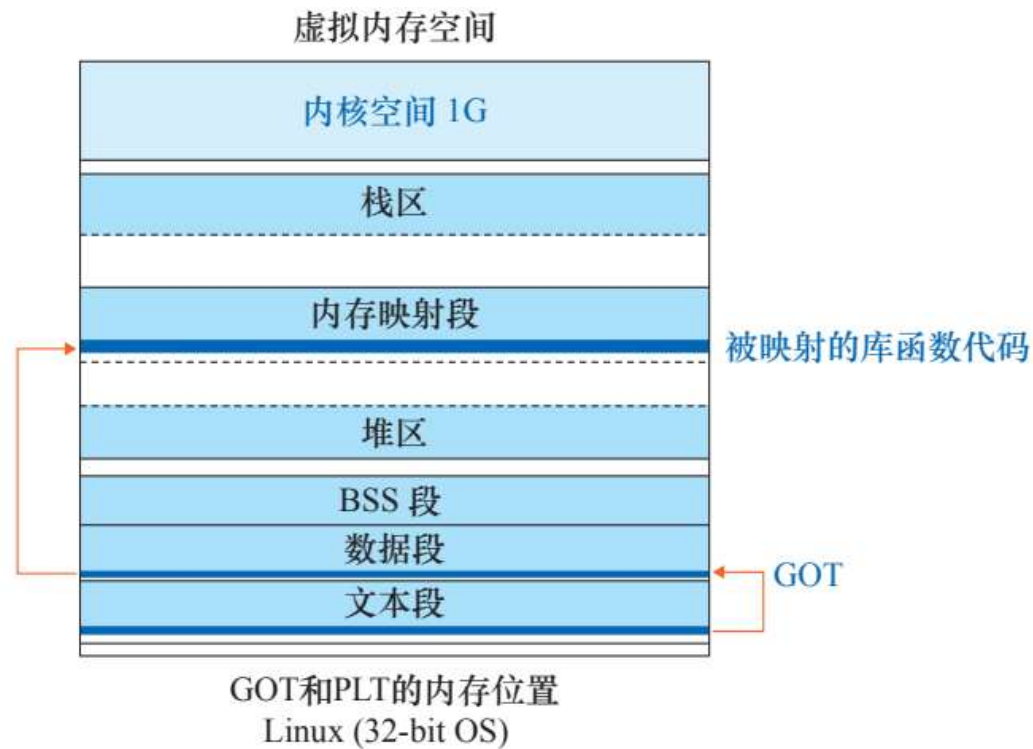 虚拟内存空间
内核空间 1G
栈区
内存映射段
被映射的库函数代码
堆区
BSS 段
数据段
GOT
文本段
GOT和PLT的内存位置
Linux (32-bit OS)